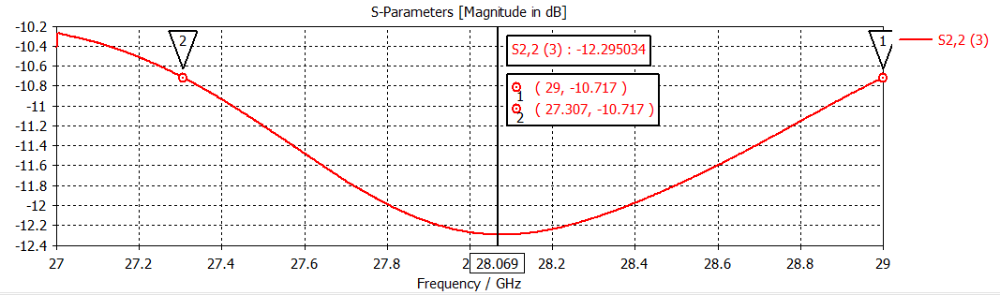 S-Parameters [Magnitude in dB]
-10.2
-10.4
-10.6
-10.8
-11
-11.2
-11.4
-11.6
-11.8
-12
-12.2
-12.4
2
1
S2,2 (3) : -12.295034
1 ( 29, -10.717 )
2 ( 27.307, -10.717 )
S2,2 (3)
27 27.2 27.4 27.6 27.8 28.069 28.2 28.4 28.6 28.8 29
Frequency / GHz